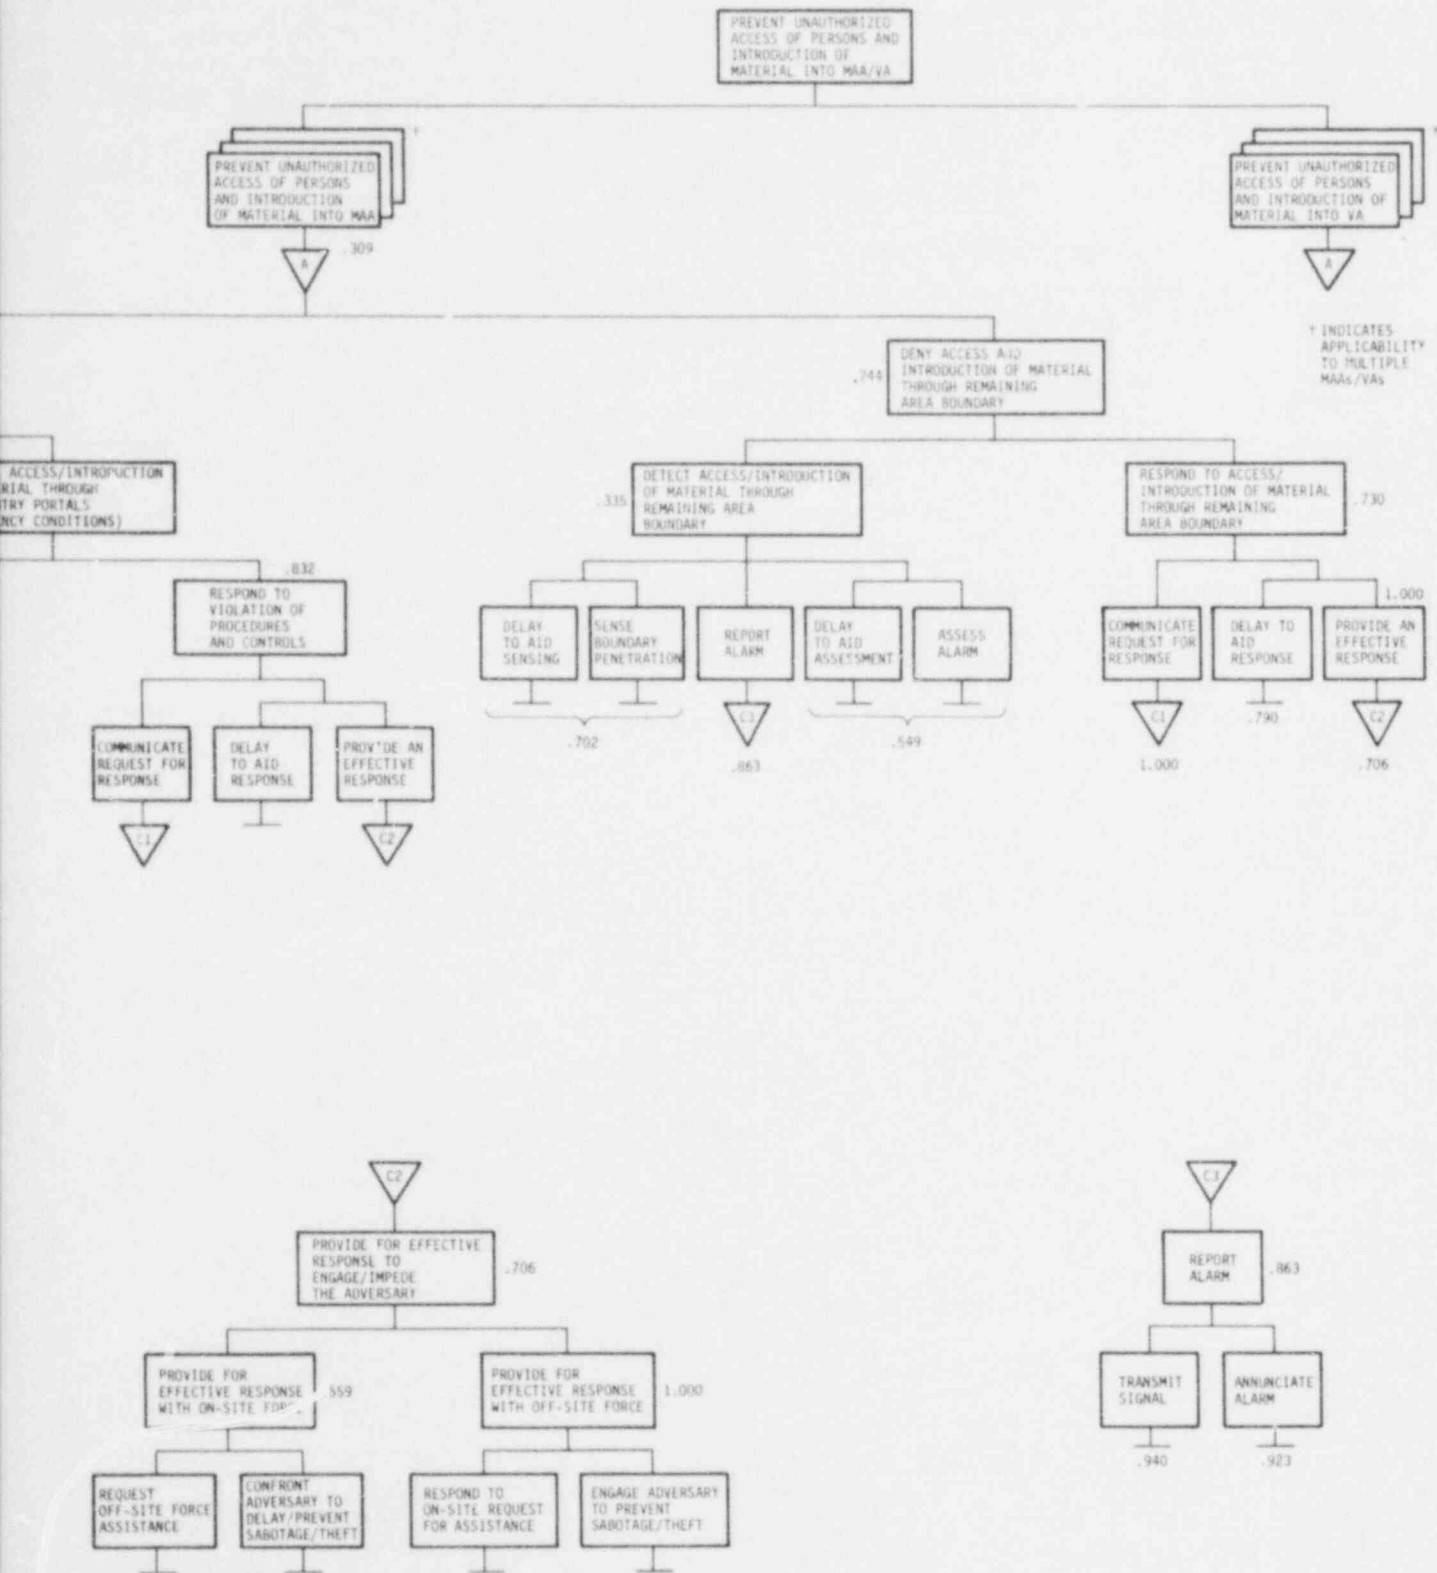 PREVENT UNAUTHORIZED
ACCESS OF PERSONS AND
INTRODUCTION OF
MATERIAL INTO MAA/VA
†
PREVENT UNAUTHORIZED
ACCESS OF PERSONS
AND INTRODUCTION
OF MATERIAL INTO MAA
.309
A
PREVENT UNAUTHORIZED
ACCESS OF PERSONS
AND INTRODUCTION OF
MATERIAL INTO VA
A
† INDICATES
APPLICABILITY
TO MULTIPLE
MAAs/VAs
DENY ACCESS
INTRODUCTION OF MATERIAL
THROUGH REMAINING
AREA BOUNDARY
.244
ACCESS/INTRODUCTION
RIAL THROUGH
TRY PORTALS
NCY CONDITIONS)
DETECT ACCESS/INTRODUCTION
OF MATERIAL THROUGH
REMAINING AREA
BOUNDARY
.335
RESPOND TO ACCESS/
INTRODUCTION OF MATERIAL
THROUGH REMAINING
AREA BOUNDARY
.730
.832
RESPOND TO
VIOLATION OF
PROCEDURES
AND CONTROLS
DELAY
TO AID
SENSING
SENSE
BOUNDARY
PENETRATION
REPORT
ALARM
DELAY
TO AID
ASSESSMENT
ASSESS
ALARM
COMMUNICATE
REQUEST FOR
RESPONSE
DELAY TO
AID
RESPONSE
1.000
PROVIDE AN
EFFECTIVE
RESPONSE
.702
C3
.863
.549
C1
1.000
.790
C2
.706
COMMUNICATE
REQUEST FOR
RESPONSE
DELAY
TO AID
RESPONSE
PROV'DE AN
EFFECTIVE
RESPONSE
C1
C2
C2
PROVIDE FOR EFFECTIVE
RESPONSE TO
ENGAGE/IMPEDE
THE ADVERSARY
.706
PROVIDE FOR
EFFECTIVE RESPONSE
WITH ON-SITE FORCE
.559
PROVIDE FOR
EFFECTIVE RESPONSE
WITH OFF-SITE FORCE
1.000
REQUEST
OFF-SITE FORCE
ASSISTANCE
CONFRONT
ADVERSARY TO
DELAY/PREVENT
SABOTAGE/THEFT
RESPOND TO
ON-SITE REQUEST
FOR ASSISTANCE
ENGAGE ADVERSARY
TO PREVENT
SABOTAGE/THEFT
C3
REPORT
ALARM
.863
TRANSMIT
SIGNAL
ANNUNCIATE
ALARM
.940
.923